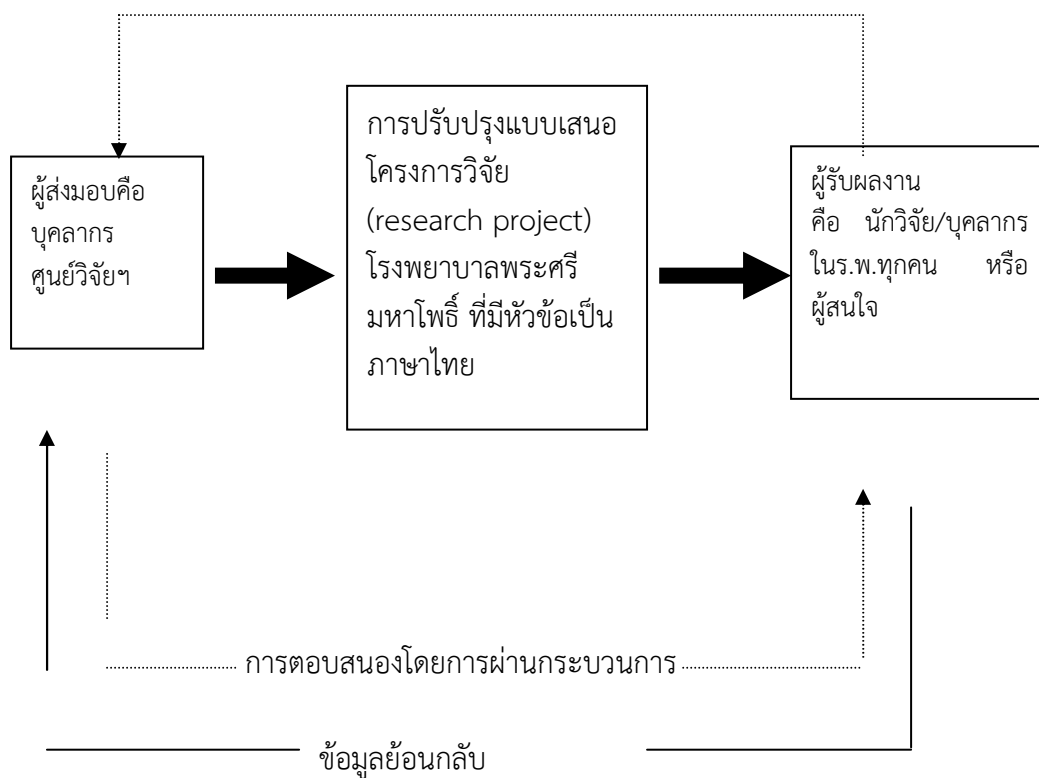 ผู้ส่งมอบคือ
บุคลากร
ศูนย์วิจัยฯ
การปรับปรุงแบบเสนอ
โครงการวิจัย
(research project)
โรงพยาบาลพระศรี
มหาโพธิ์ ที่มีหัวข้อเป็น
ภาษาไทย
ผู้รับผลงาน
คือ นักวิจัย/บุคลากร
ในร.พ.ทุกคน หรือ
ผู้สนใจ
การตอบสนองโดยการผ่านกระบวนการ
ข้อมูลย้อนกลับ